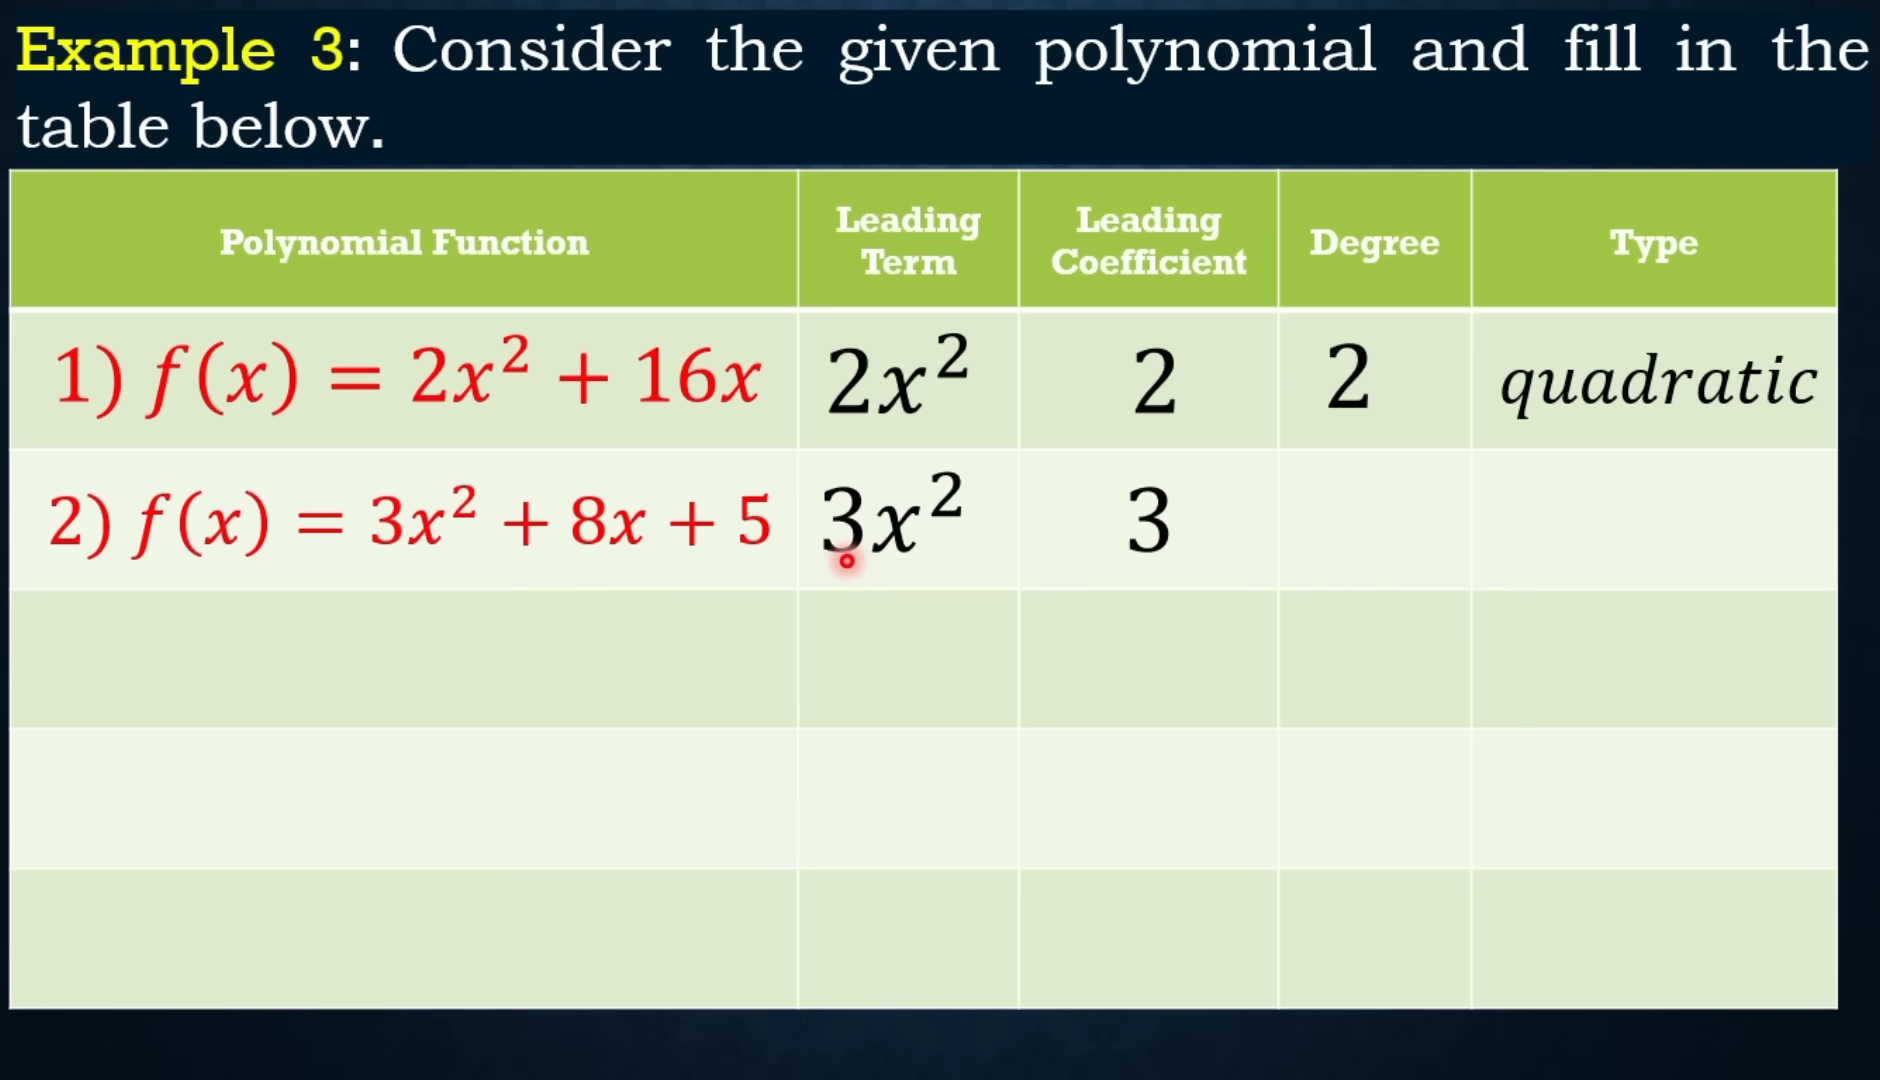 Example 3: Consider the given polynomial and fill in the
table below.
Polynomial Function Leading Term Leading Coefficient Degree Type
1) f(x) = 2x² + 16x 2x² 2 2 quadratic
2) f(x) = 3x² + 8x + 5 3x² 3